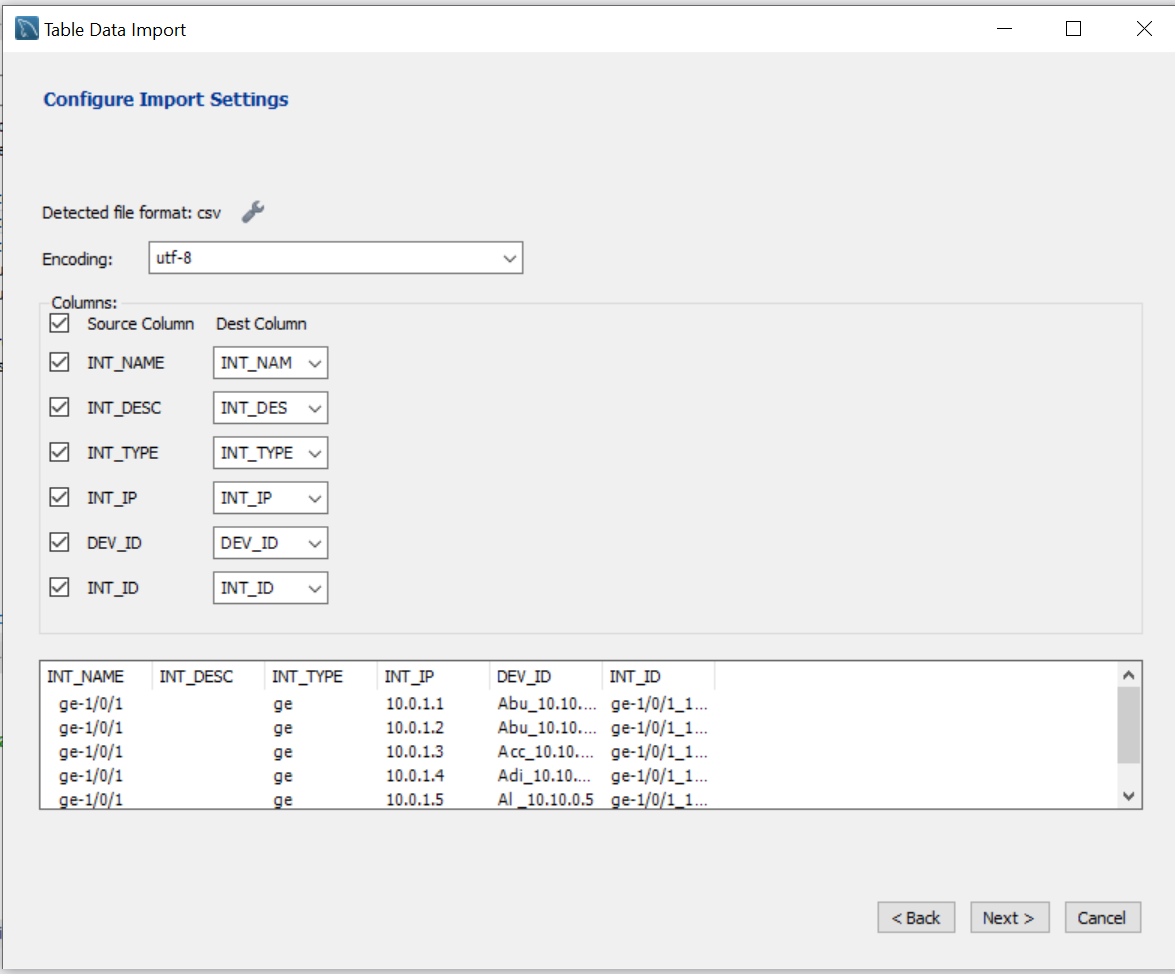 Table Data Import
Configure Import Settings
Detected file format: csv
Encoding: utf-8
Columns:
Source Column Dest Column
INT_NAME INT_NAM
INT_DESC INT_DES
INT_TYPE INT_TYPE
INT_IP INT_IP
DEV_ID DEV_ID
INT_ID INT_ID
INT_NAME INT_DESC INT_TYPE INT_IP DEV_ID INT_ID
ge-1/0/1 ge 10.0.1.1 Abu_10.10.... ge-1/0/1_1...
ge-1/0/1 ge 10.0.1.2 Abu_10.10.... ge-1/0/1_1...
ge-1/0/1 ge 10.0.1.3 Acc_10.10.... ge-1/0/1_1...
ge-1/0/1 ge 10.0.1.4 Adi_10.10.... ge-1/0/1_1...
ge-1/0/1 ge 10.0.1.5 Al _10.10.0.5 ge-1/0/1_1...
< Back Next > Cancel